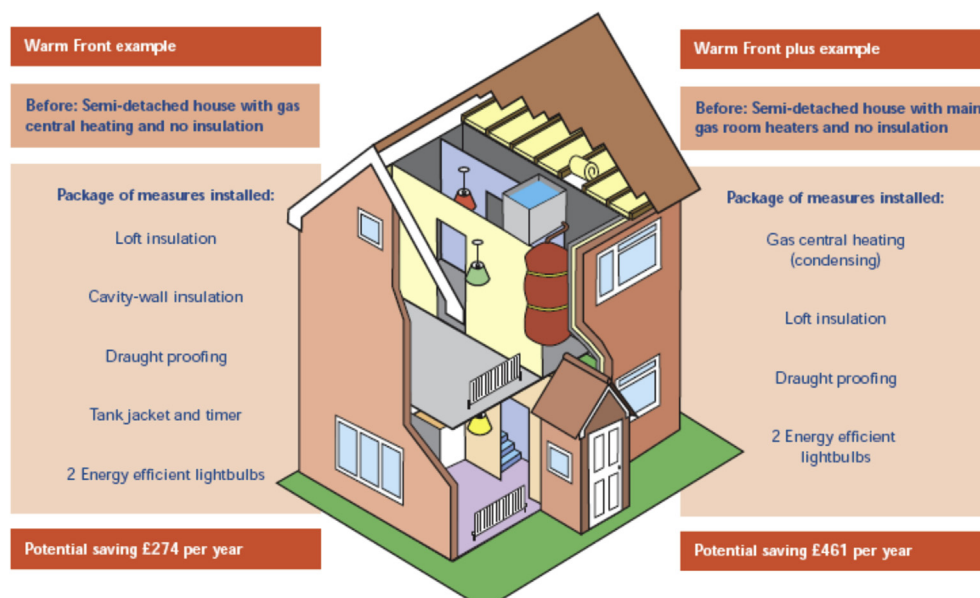 Warm Front example
Before: Semi-detached house with gas
central heating and no insulation
Package of measures installed:
Loft insulation
Cavity-wall insulation
Draught proofing
Tank jacket and timer
2 Energy efficient lightbulbs
Potential saving £274 per year
Warm Front plus example
Before: Semi-detached house with main
gas room heaters and no insulation
Package of measures installed:
Gas central heating
(condensing)
Loft insulation
Draught proofing
2 Energy efficient
lightbulbs
Potential saving £461 per year